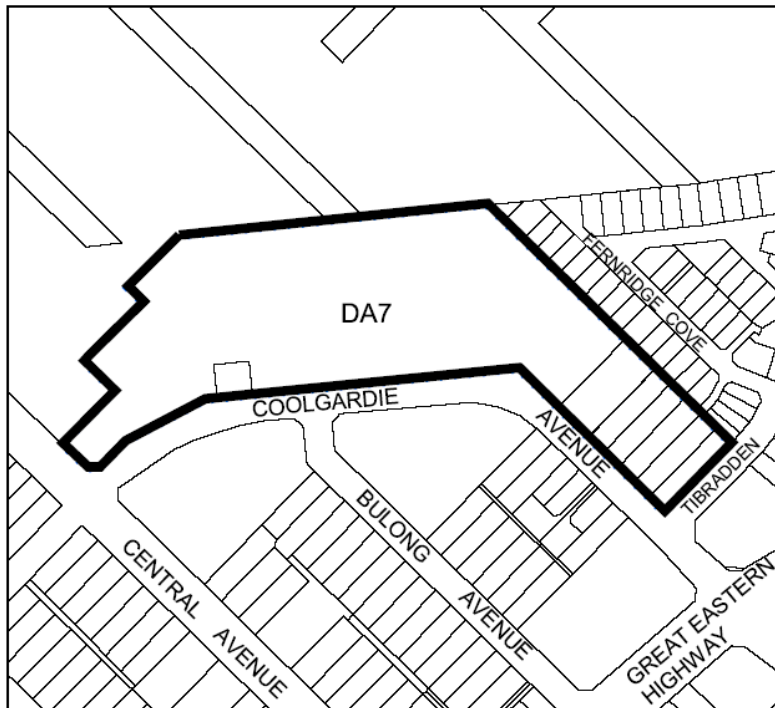 FERNRIDGE COVE
DA7
COOLGARDIE
AVENUE
TIBRADDEN
BULONG
AVENUE
CENTRAL
AVENUE
GREAT EASTERN
HIGHWAY